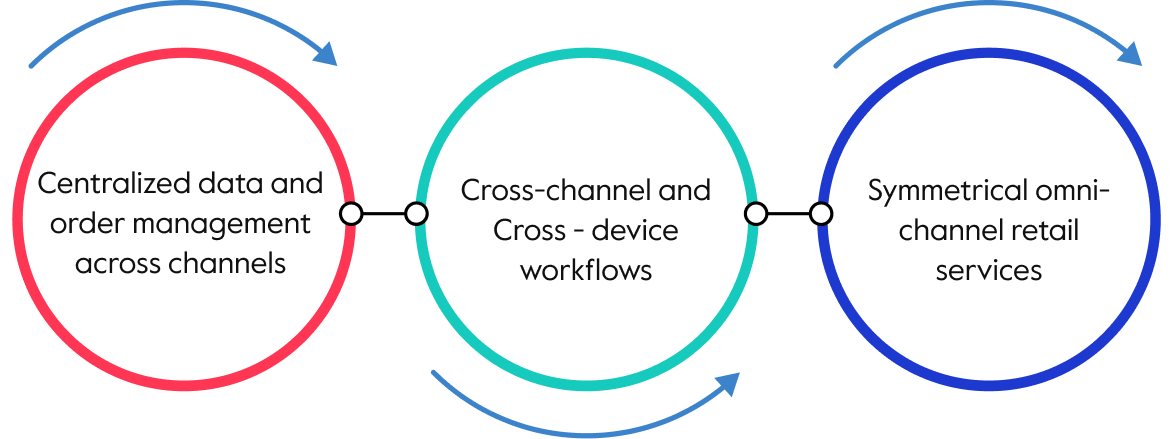 Centralized data and
order management
across channels
Cross-channel and
Cross - device
workflows
Symmetrical omni-
channel retail
services